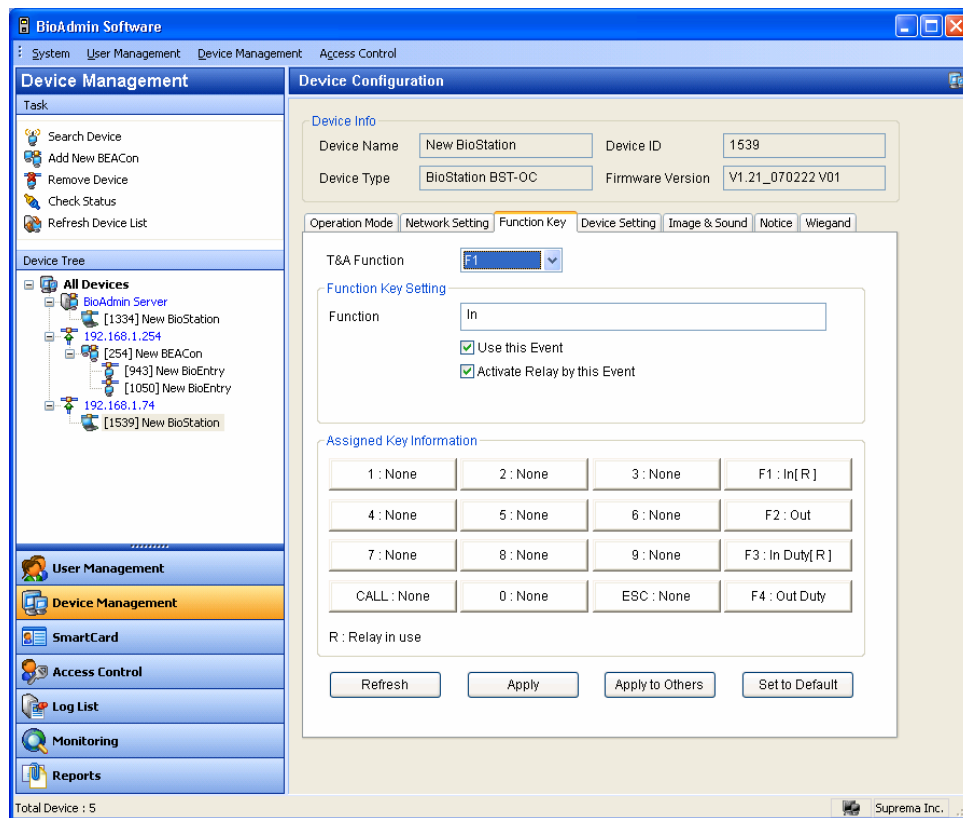 BioAdmin Software
System User Management Device Management Access Control
Device Management
Task
Search Device
Add New BEACon
Remove Device
Check Status
Refresh Device List
Device Tree
All Devices
BioAdmin Server
[1334] New BioStation
192.168.1.254
[254] New BEACon
[943] New BioEntry
[1050] New BioEntry
192.168.1.74
[1539] New BioStation
User Management
Device Management
SmartCard
Access Control
Log List
Monitoring
Reports
Device Configuration
Device Info
Device Name New BioStation Device ID 1539
Device Type BioStation BST-OC Firmware Version V1.21_070222 V01
Operation Mode Network Setting Function Key Device Setting Image & Sound Notice Wiegand
T&A Function F1
Function Key Setting
Function In
Use this Event
Activate Relay by this Event
Assigned Key Information
1 : None 2 : None 3 : None F1 : In[ R ]
4 : None 5 : None 6 : None F2 : Out
7 : None 8 : None 9 : None F3 : In Duty[ R ]
CALL : None 0 : None ESC : None F4 : Out Duty
R : Relay in use
Refresh Apply Apply to Others Set to Default
Total Device : 5 Suprema Inc.